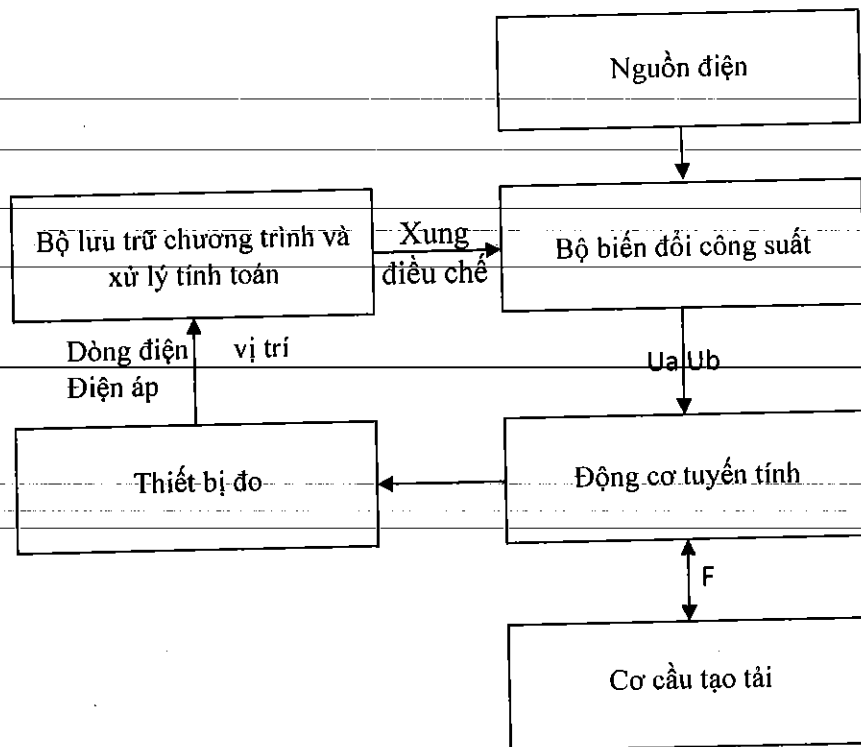 Nguồn điện
Bộ lưu trữ chương trình và
xử lý tính toán
Xung
điều chế
Bộ biến đổi công suất
Dòng điện vị trí
Điện áp
Ua Ub
Thiết bị đo
Động cơ tuyến tính
F
Cơ cầu tạo tải